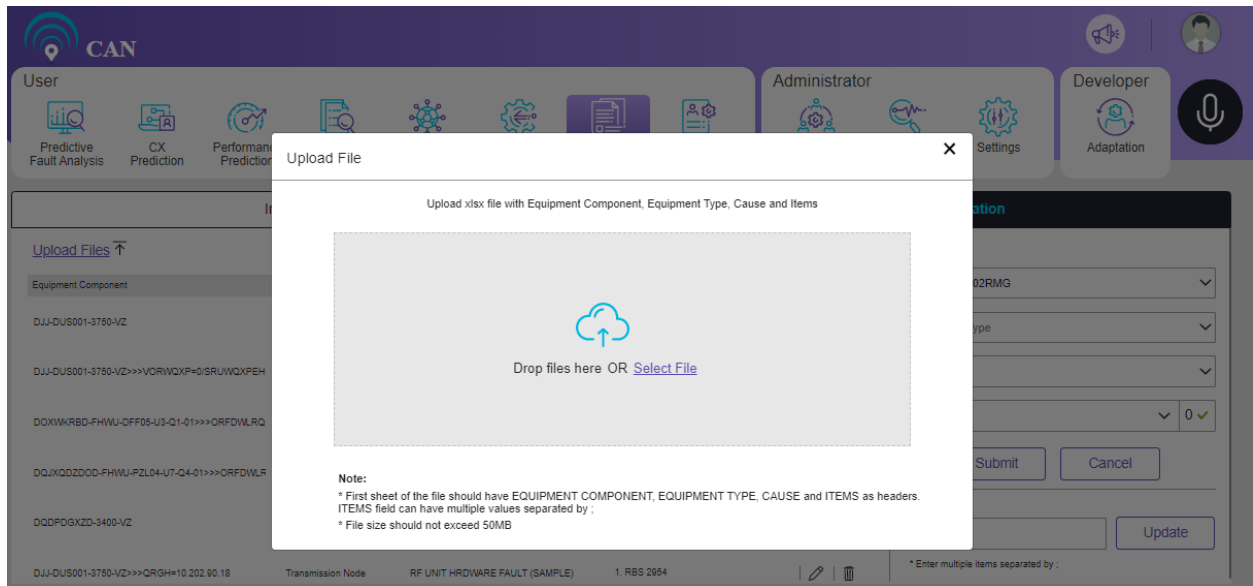 CAN
User
Administrator
Developer
Predictive
Fault Analysis
CX
Prediction
Performan
Prediction
Settings
Adaptation
Upload File
Upload xlsx file with Equipment Component, Equipment Type, Cause and Items
ation
Upload Files
Equipment Component
02RMG
DJJ-DUS001-3750-VZ
ype
Drop files here OR Select File
DJJ-DUS001-3750-VZ>>>VORWQXP=0/SRUWQXPEH
DOXWKRBD-FHWU-DFF05-U3-Q1-01>>>ORFDWLRQ
0
DQJXQDZDOD-FHWU-PZL04-U7-Q4-01>>>ORFDWLR
Submit
Cancel
Note:
* First sheet of the file should have EQUIPMENT COMPONENT, EQUIPMENT TYPE, CAUSE and ITEMS as headers.
ITEMS field can have multiple values separated by ;
* File size should not exceed 50MB
DQDPDGXZD-3400-VZ
Update
DJJ-DUS001-3750-VZ>>>QRGH=10.202.90.18
Transmission Node
RF UNIT HRDWARE FAULT (SAMPLE)
1. RBS 2954
* Enter multiple items separated by ;